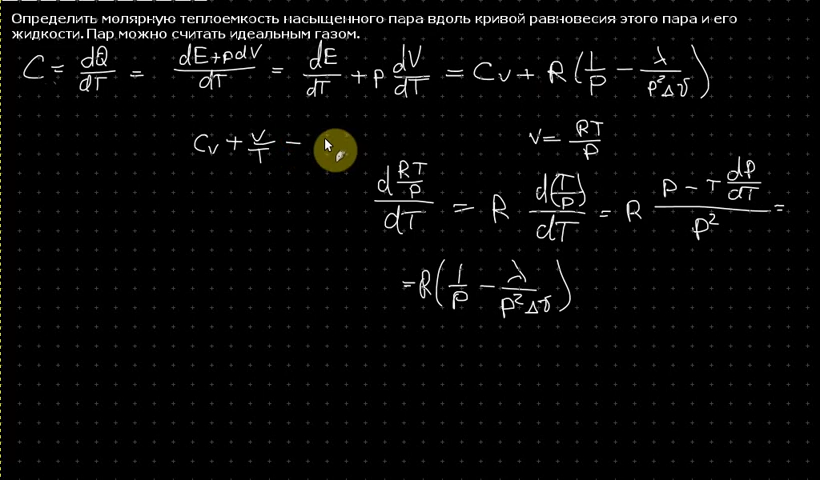 Определить молярную теплоемкость насыщенного пара вдоль кривой равновесия этого пара и его
жидкости. Пар можно считать идеальным газом.
C = dQ/dT = (dE + pdV)/dT = dE/dT + p dV/dT = Cv + R(1/P − λ/(P²Δv))
Cv + V/T −
V = RT/P
d(RT/P)/dT = R d(T/P)/dT = R (P − T dP/dT)/P² =
= R(1/P − λ/(P²Δv))